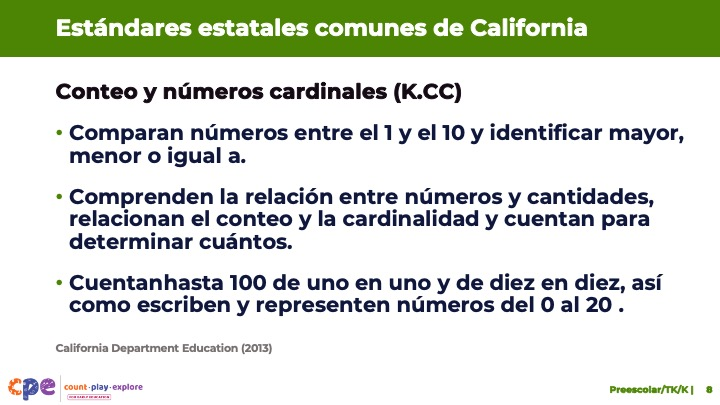 Estándares estatales comunes de California
Conteo y números cardinales (K.CC)
• Comparan números entre el 1 y el 10 y identificar mayor,
menor o igual a.
• Comprenden la relación entre números y cantidades,
relacionan el conteo y la cardinalidad y cuentan para
determinar cuántos.
• Cuentanhasta 100 de uno en uno y de diez en diez, así
como escriben y representen números del 0 al 20 .
California Department Education (2013)
cpe count·play·explore
Preescolar/TK/K | 8